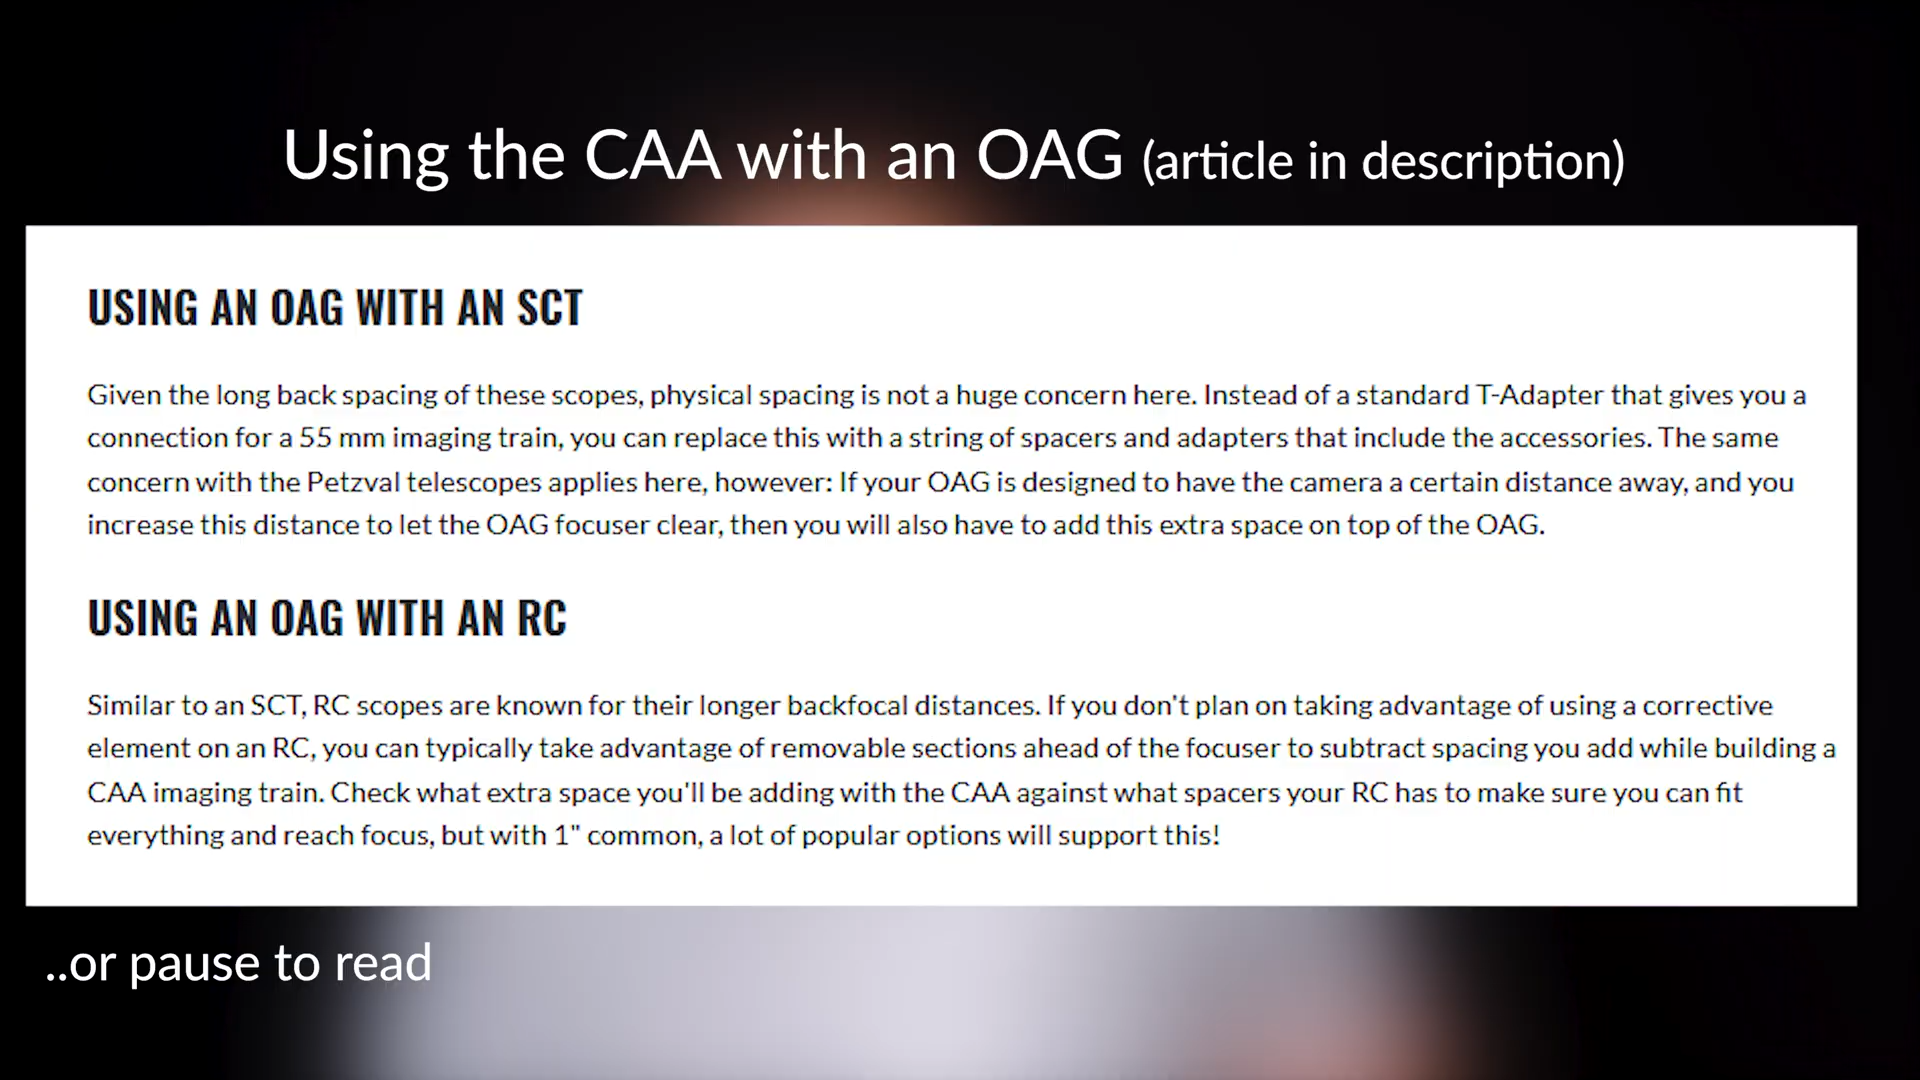 Using the CAA with an OAG (article in description)
USING AN OAG WITH AN SCT
Given the long back spacing of these scopes, physical spacing is not a huge concern here. Instead of a standard T-Adapter that gives you a
connection for a 55 mm imaging train, you can replace this with a string of spacers and adapters that include the accessories. The same
concern with the Petzval telescopes applies here, however: If your OAG is designed to have the camera a certain distance away, and you
increase this distance to let the OAG focuser clear, then you will also have to add this extra space on top of the OAG.
USING AN OAG WITH AN RC
Similar to an SCT, RC scopes are known for their longer backfocal distances. If you don't plan on taking advantage of using a corrective
element on an RC, you can typically take advantage of removable sections ahead of the focuser to subtract spacing you add while building a
CAA imaging train. Check what extra space you'll be adding with the CAA against what spacers your RC has to make sure you can fit
everything and reach focus, but with 1" common, a lot of popular options will support this!
..or pause to read